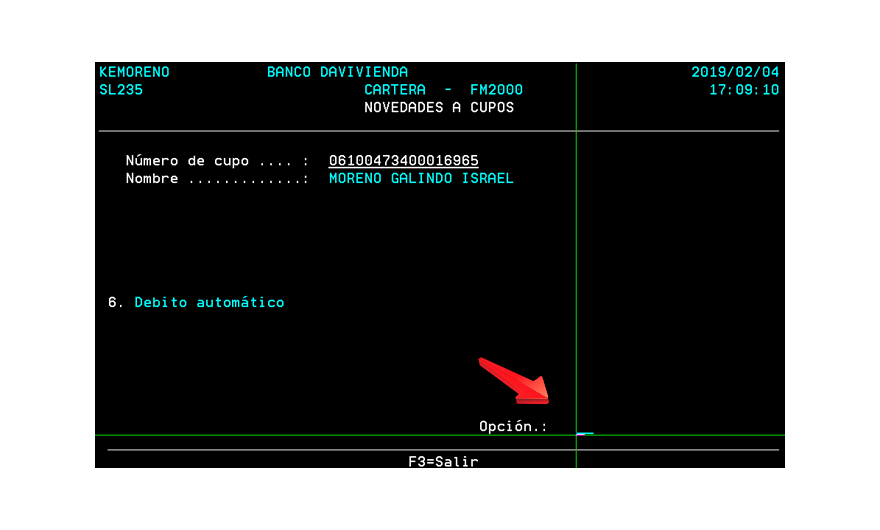 KEMORENO BANCO DAVIVIENDA 2019/02/04
SL235 CARTERA - FM2000 17:09:10
NOVEDADES A CUPOS
Número de cupo .... : 06100473400016965
Nombre .............: MORENO GALINDO ISRAEL
6. Debito automático
Opción.:
F3=Salir